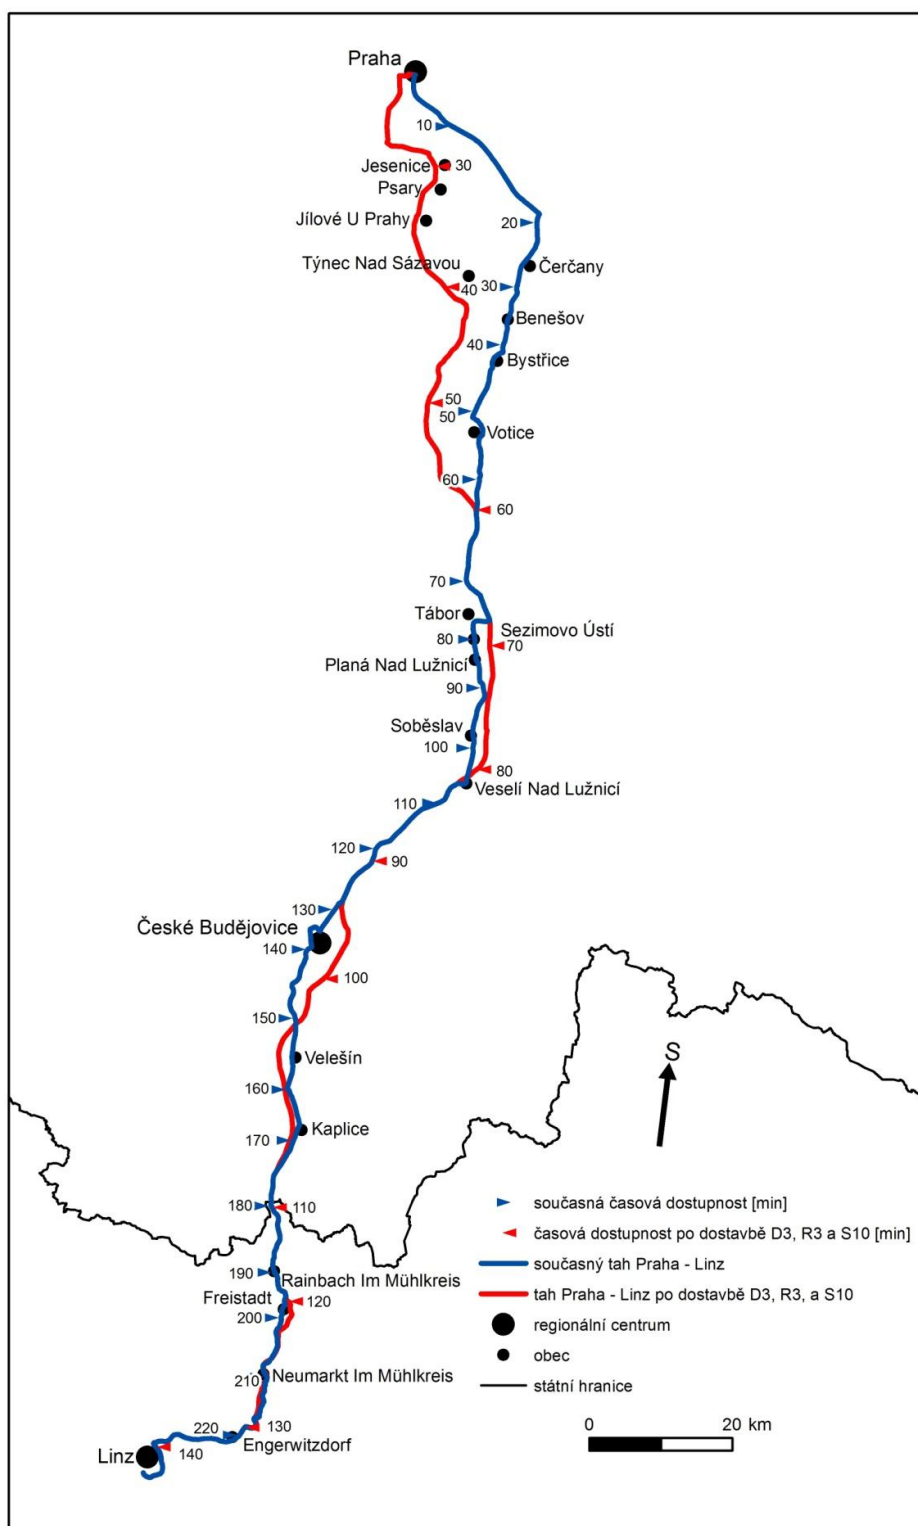 Praha
10
Jesenice
30
Psary
Jílové U Prahy
20
Týnec Nad Sázavou
Čerčany
40
30
Benešov
40
Bystřice
50
50
Votice
60
60
70
Tábor
Sezimovo Ústí
80
70
Planá Nad Lužnicí
90
Soběslav
100
80
Veselí Nad Lužnicí
110
120
90
130
České Budějovice
140
100
150
S
Velešín
160
Kaplice
170
180
110
současná časová dostupnost [min]
časová dostupnost po dostavbě D3, R3 a S10 [min]
současný tah Praha - Linz
tah Praha - Linz po dostavbě D3, R3, a S10
regionální centrum
obec
státní hranice
190
Rainbach Im Mühlkreis
Freistadt
120
200
210
Neumarkt Im Mühlkreis
220
130
Engerwitzdorf
Linz
140
0
20 km